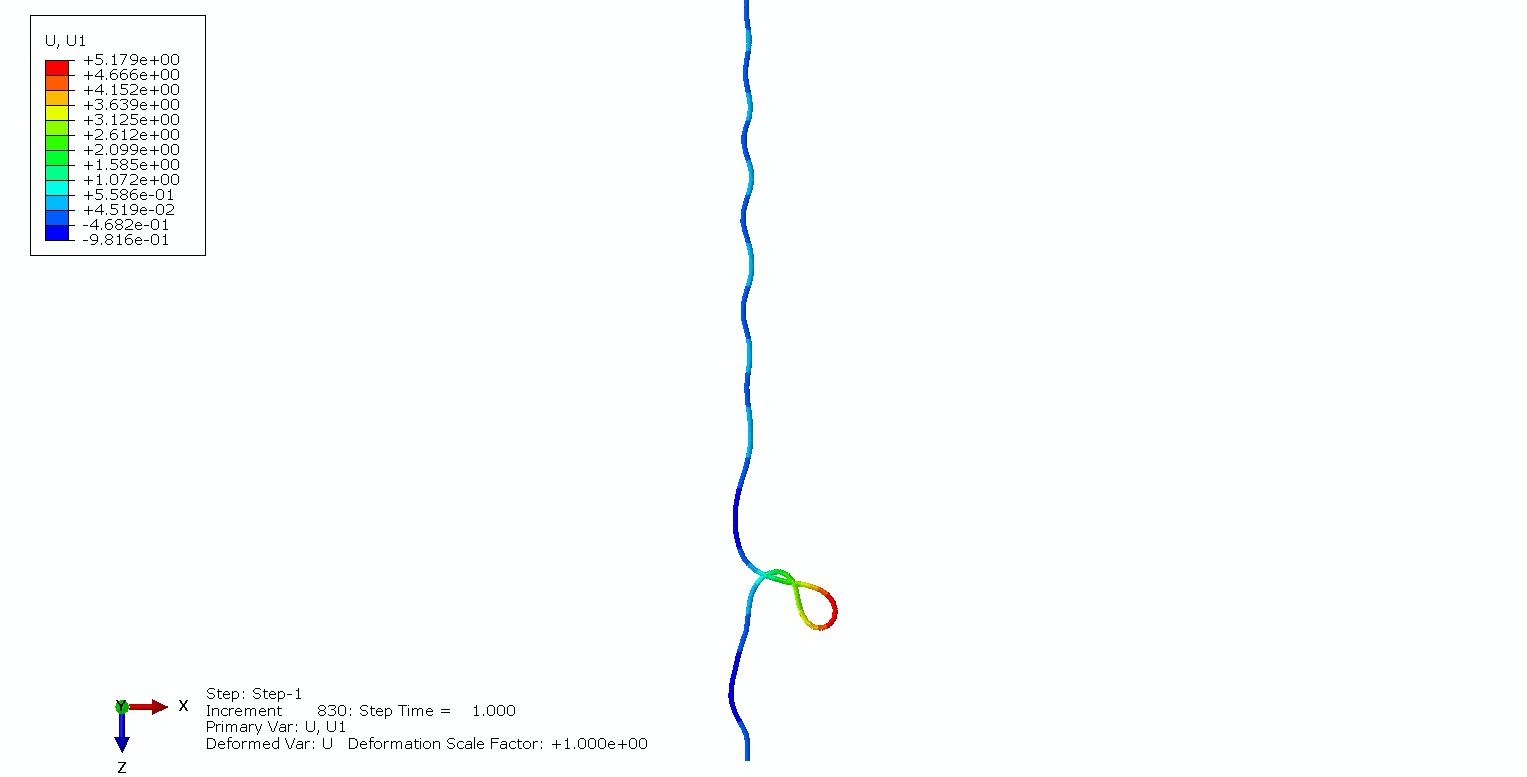 U, U1
+5.179e+00
+4.666e+00
+4.152e+00
+3.639e+00
+3.125e+00
+2.612e+00
+2.099e+00
+1.585e+00
+1.072e+00
+5.586e-01
+4.519e-02
-4.682e-01
-9.816e-01
Y
X
Z
Step: Step-1
Increment 830: Step Time = 1.000
Primary Var: U, U1
Deformed Var: U Deformation Scale Factor: +1.000e+00